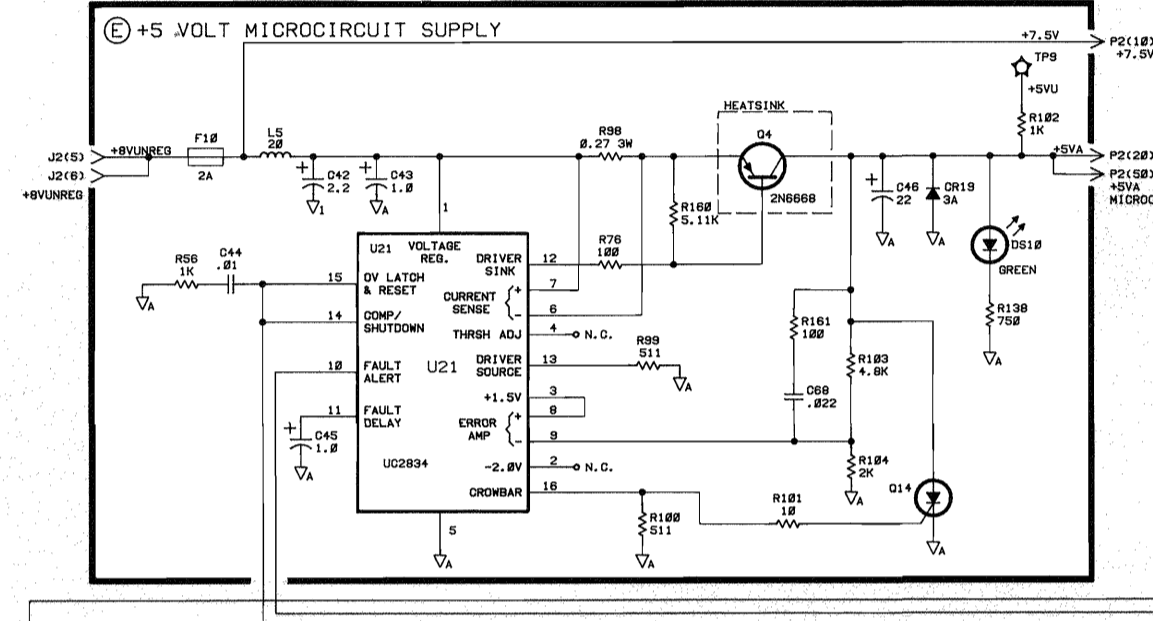 E +5 VOLT MICROCIRCUIT SUPPLY
+7.5V
P2(10)
+7.5V
TP9
+5VU
R102
1K
HEATSINK
Q4
2N6668
J2(5)
+8VUNREG
J2(6)
+8VUNREG
F10
2A
L5
20
R98
0.27 3W
+5VA
P2(20)
P2(50)
+5VA
MICROC
+
C42
2.2
1
+
C43
1.0
A
R160
5.11K
+
C46
22
A
CR19
3A
A
DS10
GREEN
R138
750
A
1
R76
100
U21
VOLTAGE
REG.
DRIVER
SINK
12
R56
1K
C44
.01
A
15
OV LATCH
& RESET
CURRENT
SENSE
+
7
-
6
14
COMP/
SHUTDOWN
THRSH ADJ
4
N.C.
10
FAULT
ALERT
U21
DRIVER
SOURCE
13
R99
511
A
+1.5V
3
11
FAULT
DELAY
ERROR
AMP
+
8
-
9
+
C45
1.0
A
UC2834
-2.0V
2
N.C.
CROWBAR
16
5
A
R161
100
C68
.022
R103
4.8K
R104
2K
A
R100
511
A
R101
10
Q14
A